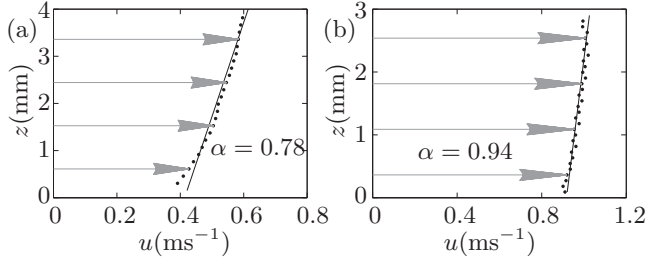 (a)
4
3
2
1
0
z(mm)
α = 0.78
0 0.2 0.4 0.6 0.8
u(ms⁻¹)
(b)
3
2
1
0
z(mm)
α = 0.94
0 0.4 0.8 1.2
u(ms⁻¹)